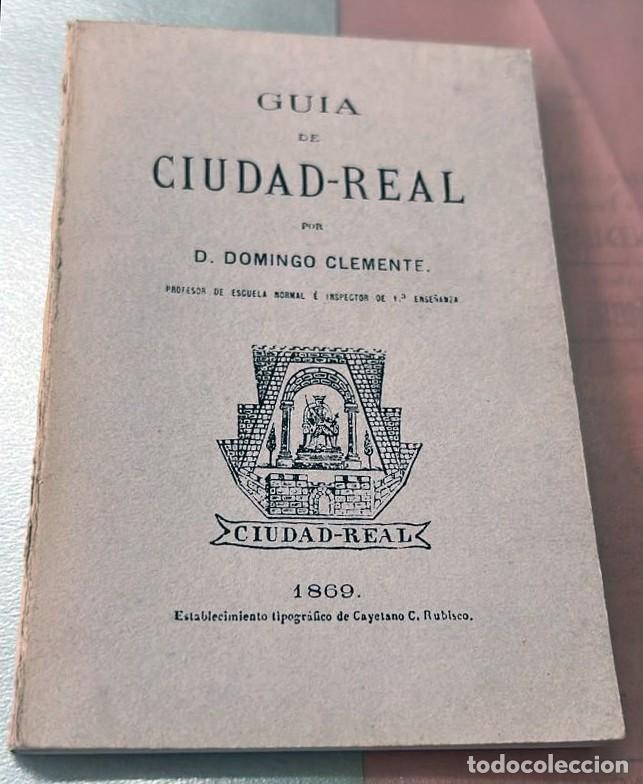 GUIA
DE
CIUDAD-REAL
POR
D. DOMINGO CLEMENTE.
PROFESOR DE ESCUELA NORMAL É INSPECTOR DE 1.ª ENSEÑANZA
CIUDAD-REAL
1869.
Establecimiento tipográfico de Cayetano C. Rubisco.
todocoleccion